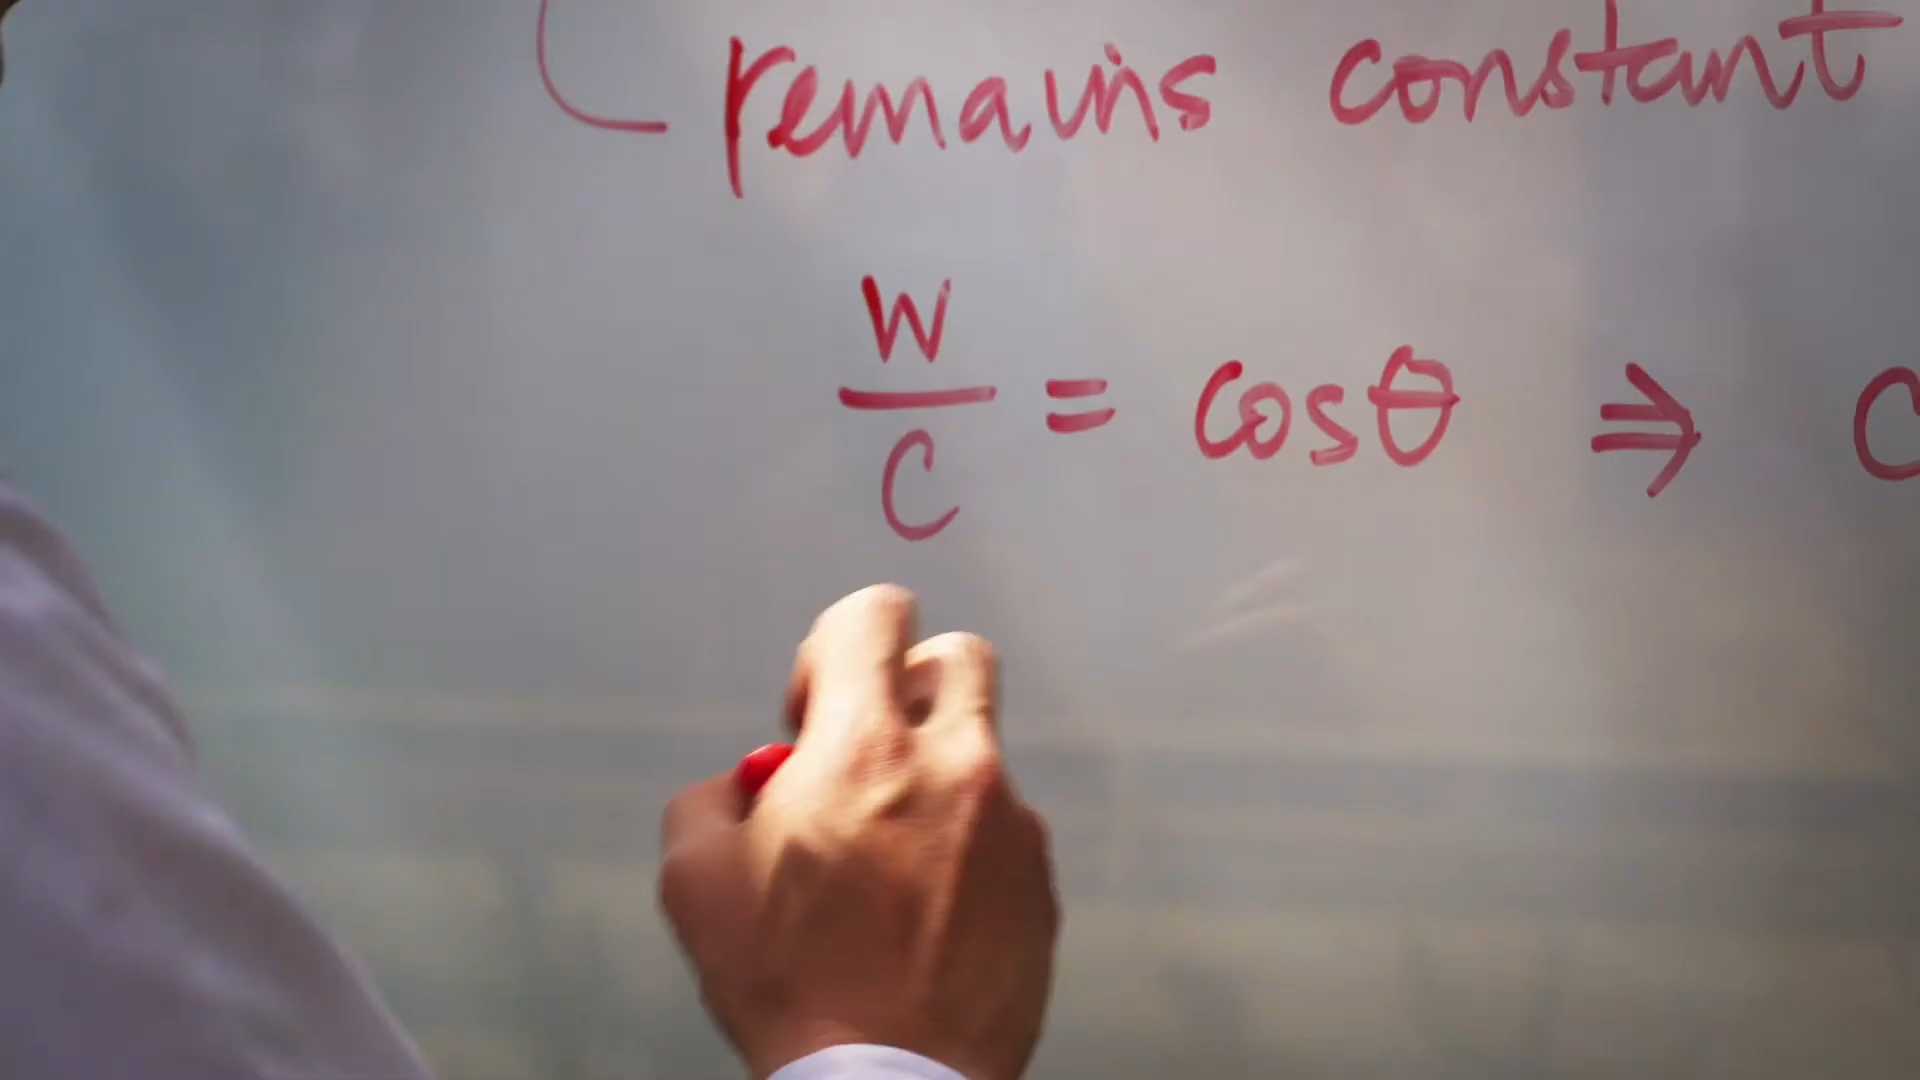 remains constant
W
— = cosθ ⇒ C
C